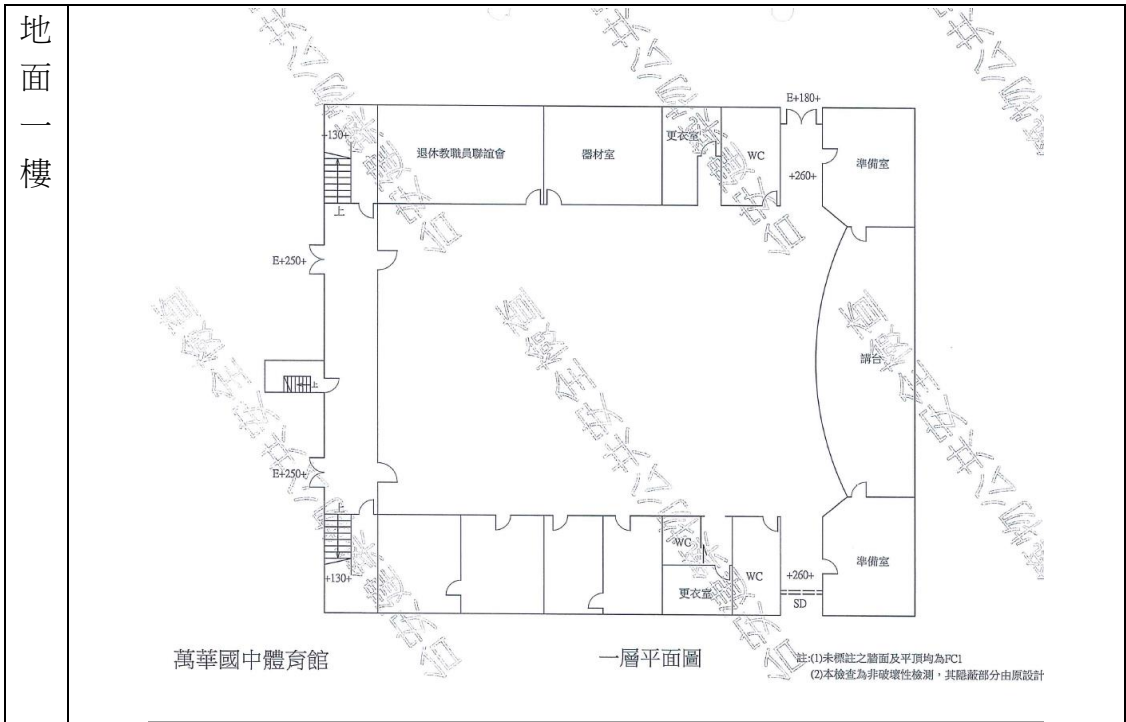 地面一樓
E+180+
+130+
退休教職員聯誼會
器材室
更衣室
WC
+260+
準備室
上
E+250+
上
講台
E+250+
上
+130+
WC
更衣室
WC
+260+
SD
準備室
萬華國中體育館
一層平面圖
註:(1)未標註之牆面及平頂均為FC1
(2)本檢查為非破壞性檢測，其隱蔽部分由原設計